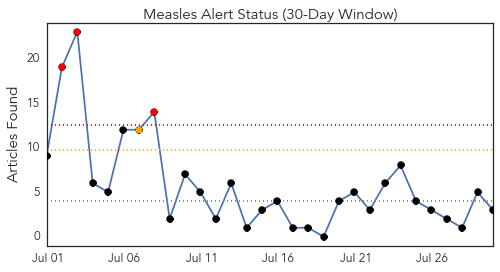 Measles Alert Status (30-Day Window)
Articles Found
20
15
10
5
0
Jul 01 Jul 06 Jul 11 Jul 16 Jul 21 Jul 26